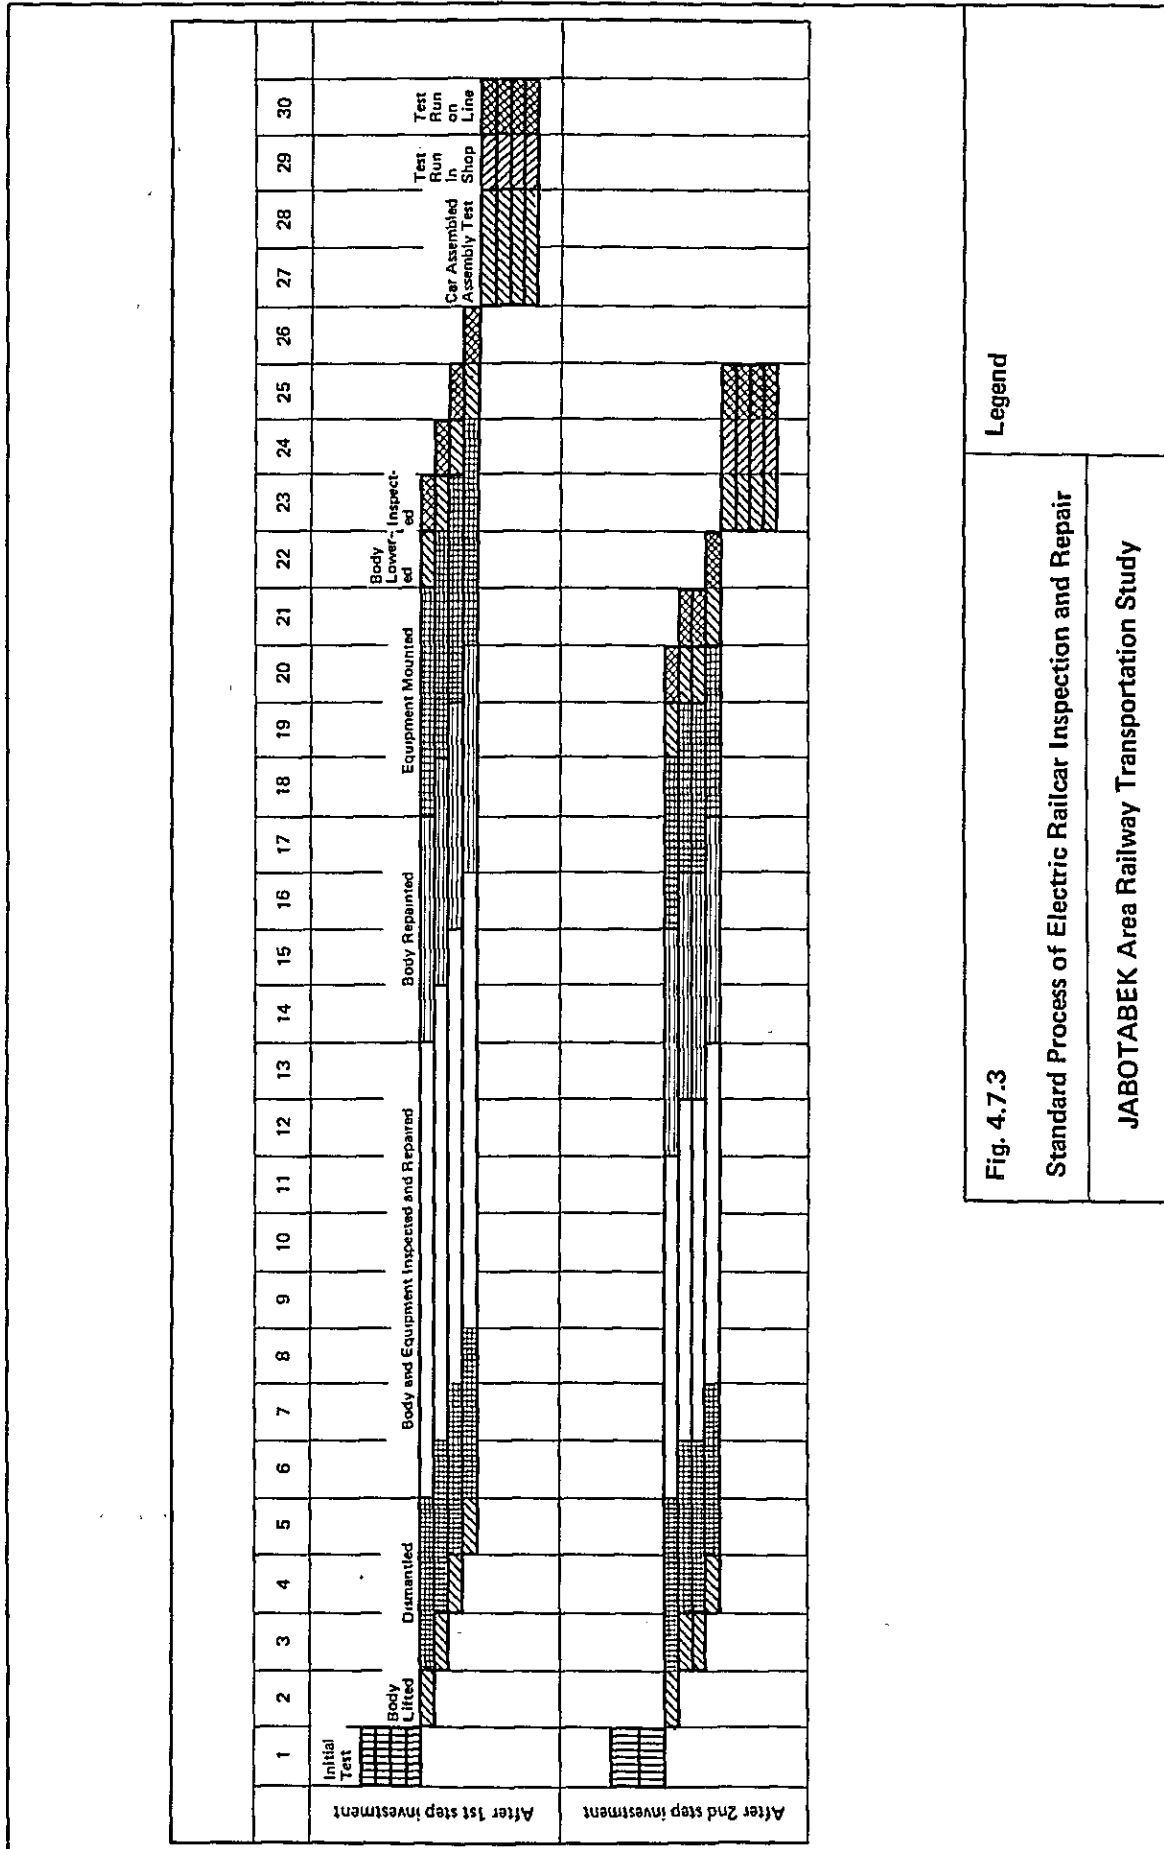 1 2 3 4 5 6 7 8 9 10 11 12 13 14 15 16 17 18 19 20 21 22 23 24 25 26 27 28 29 30
After 1st step investment
Initial
Test
Body
Lifted
Dismantled
Body and Equipment Inspected and Repaired
Body Repainted
Equipment Mounted
Body
Lower-
ed
Inspect-
ed
Car Assembled
Assembly Test
Test
Run
In
Shop
Test
Run
on
Line
After 2nd step investment
Fig. 4.7.3
Standard Process of Electric Railcar Inspection and Repair
JABOTABEK Area Railway Transportation Study
Legend